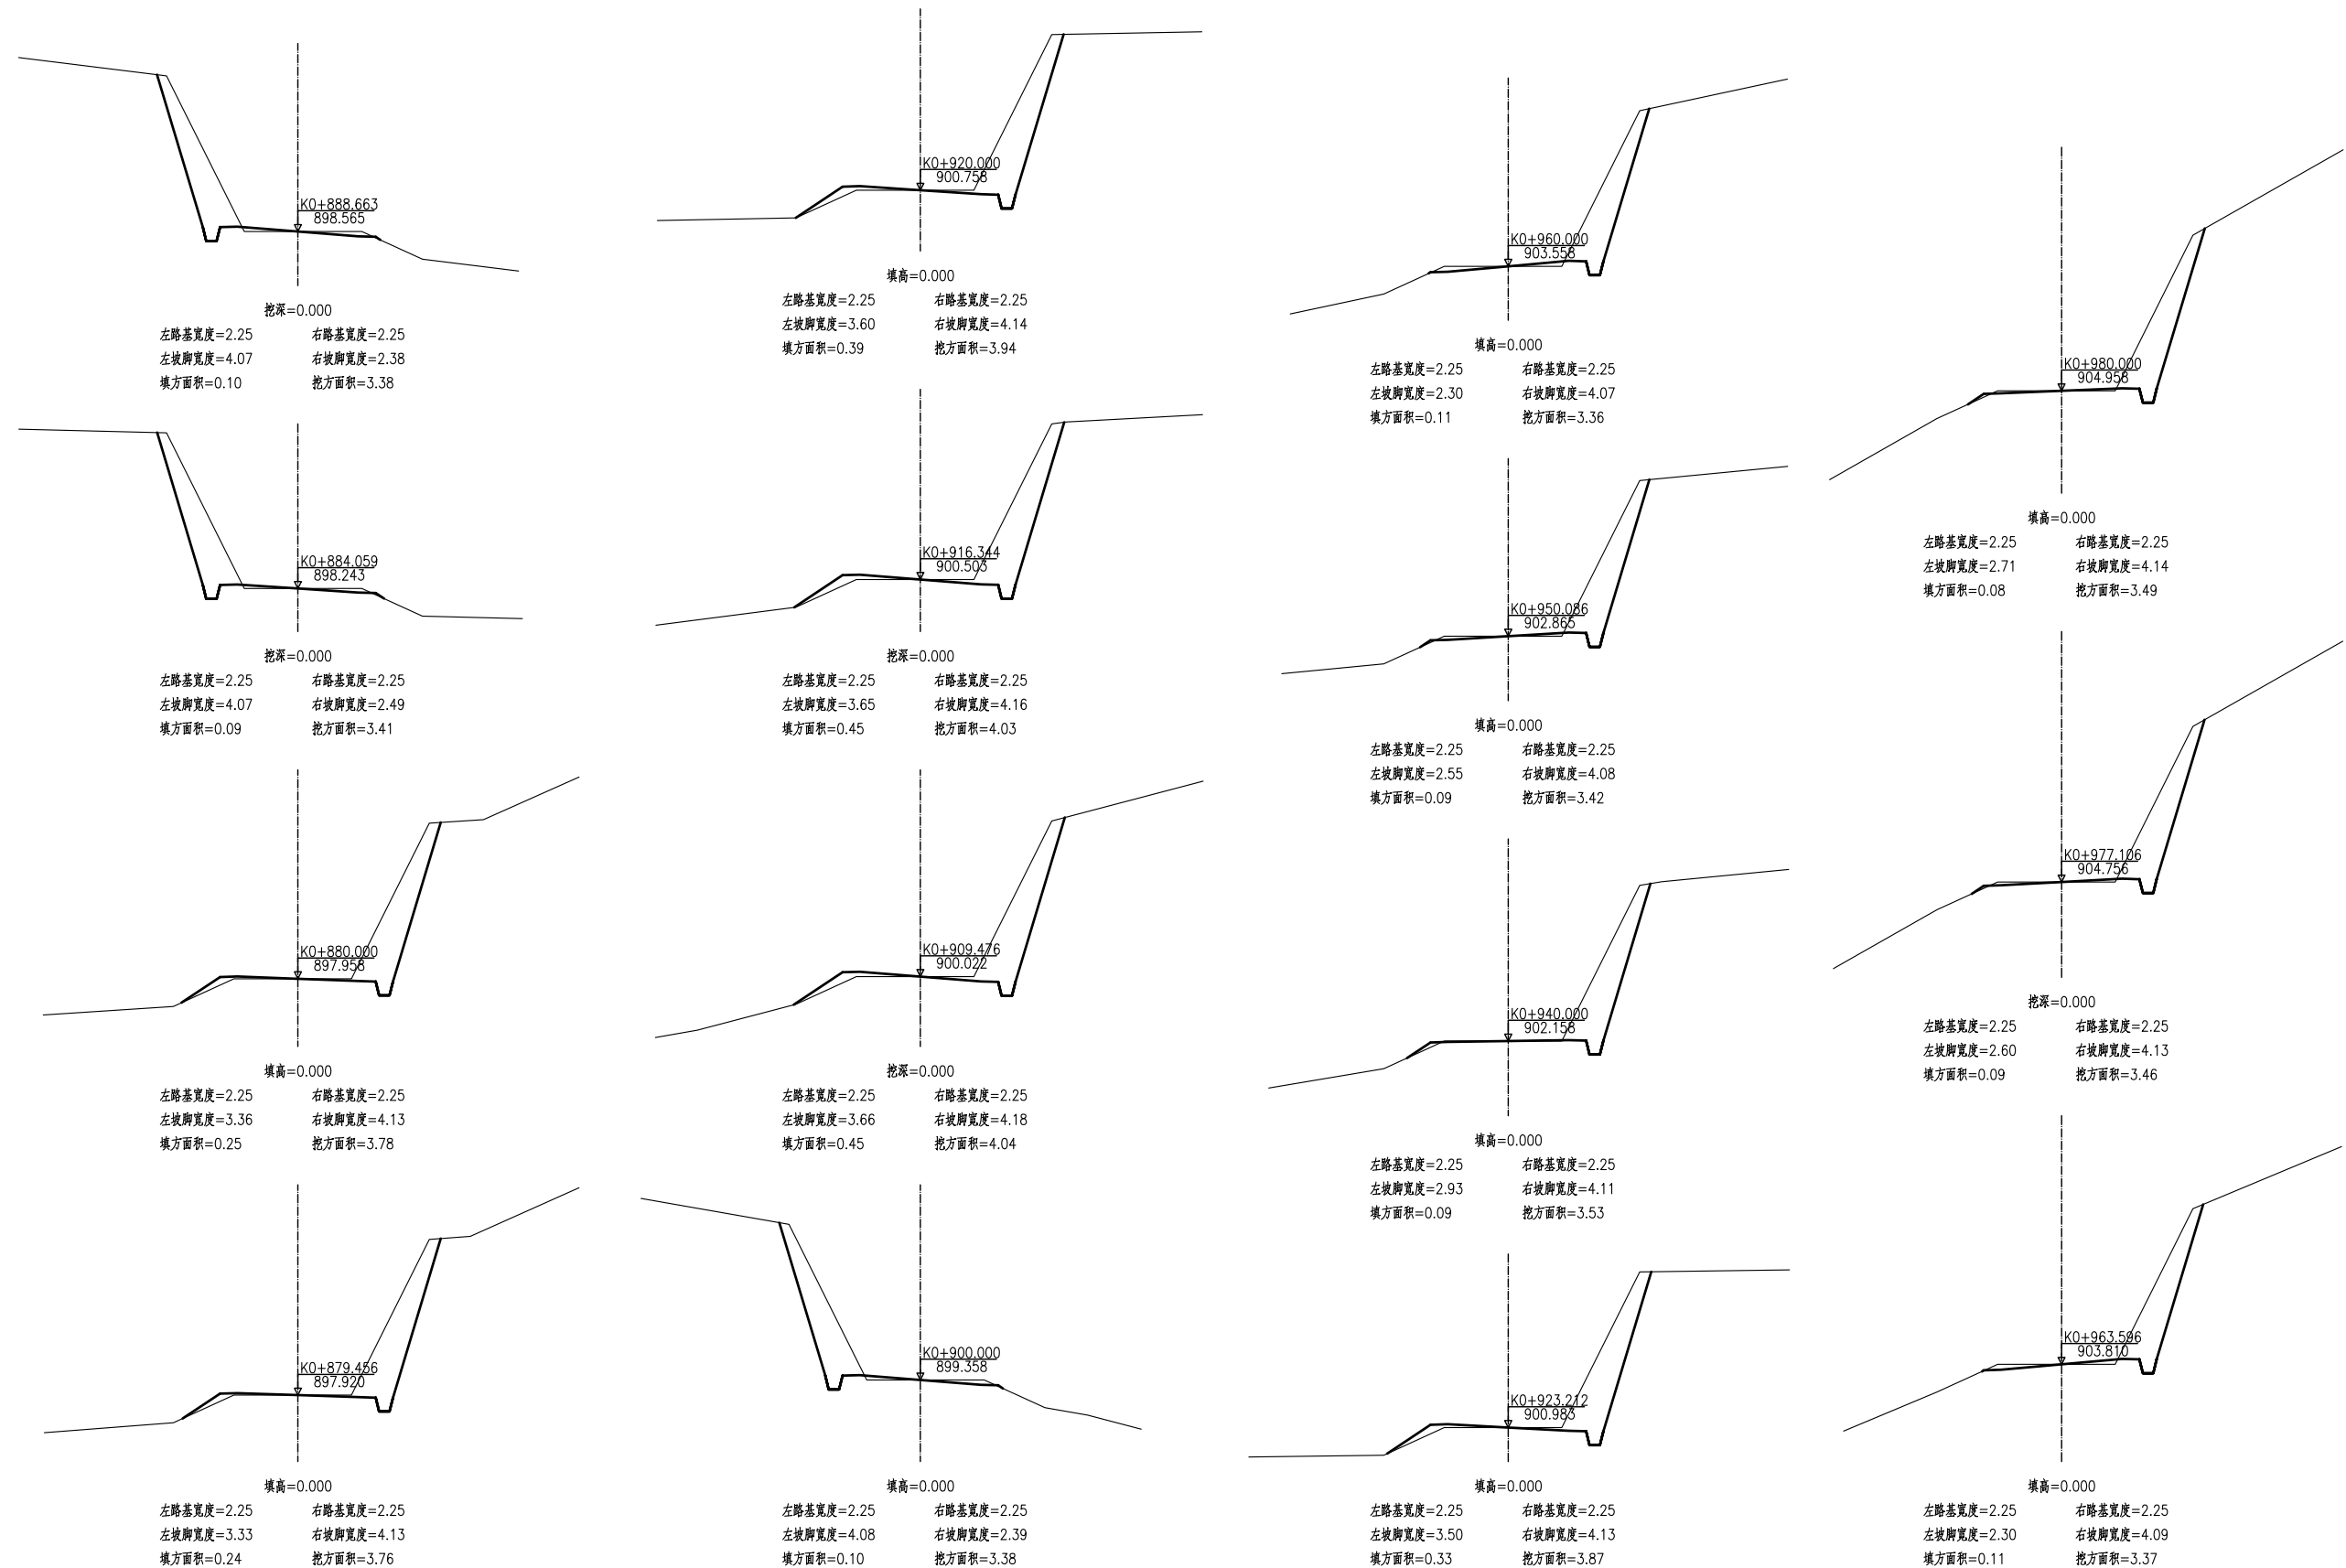 K0+888.663
898.565
挖深=0.000
左路基宽度=2.25 右路基宽度=2.25
左坡脚宽度=4.07 右坡脚宽度=2.38
填方面积=0.10 挖方面积=3.38
K0+884.059
898.243
挖深=0.000
左路基宽度=2.25 右路基宽度=2.25
左坡脚宽度=4.07 右坡脚宽度=2.49
填方面积=0.09 挖方面积=3.41
K0+880.000
897.958
填高=0.000
左路基宽度=2.25 右路基宽度=2.25
左坡脚宽度=3.36 右坡脚宽度=4.13
填方面积=0.25 挖方面积=3.78
K0+879.456
897.920
填高=0.000
左路基宽度=2.25 右路基宽度=2.25
左坡脚宽度=3.33 右坡脚宽度=4.13
填方面积=0.24 挖方面积=3.76
K0+920.000
900.758
填高=0.000
左路基宽度=2.25 右路基宽度=2.25
左坡脚宽度=3.60 右坡脚宽度=4.14
填方面积=0.39 挖方面积=3.94
K0+916.344
900.503
挖深=0.000
左路基宽度=2.25 右路基宽度=2.25
左坡脚宽度=3.65 右坡脚宽度=4.16
填方面积=0.45 挖方面积=4.03
K0+909.476
900.022
挖深=0.000
左路基宽度=2.25 右路基宽度=2.25
左坡脚宽度=3.66 右坡脚宽度=4.18
填方面积=0.45 挖方面积=4.04
K0+900.000
899.358
填高=0.000
左路基宽度=2.25 右路基宽度=2.25
左坡脚宽度=4.08 右坡脚宽度=2.39
填方面积=0.10 挖方面积=3.38
K0+960.000
903.558
填高=0.000
左路基宽度=2.25 右路基宽度=2.25
左坡脚宽度=2.30 右坡脚宽度=4.07
填方面积=0.11 挖方面积=3.36
K0+950.086
902.865
填高=0.000
左路基宽度=2.25 右路基宽度=2.25
左坡脚宽度=2.55 右坡脚宽度=4.08
填方面积=0.09 挖方面积=3.42
K0+940.000
902.158
填高=0.000
左路基宽度=2.25 右路基宽度=2.25
左坡脚宽度=2.93 右坡脚宽度=4.11
填方面积=0.09 挖方面积=3.53
K0+923.212
900.983
填高=0.000
左路基宽度=2.25 右路基宽度=2.25
左坡脚宽度=3.50 右坡脚宽度=4.13
填方面积=0.33 挖方面积=3.87
K0+980.000
904.958
填高=0.000
左路基宽度=2.25 右路基宽度=2.25
左坡脚宽度=2.71 右坡脚宽度=4.14
填方面积=0.08 挖方面积=3.49
K0+977.106
904.756
挖深=0.000
左路基宽度=2.25 右路基宽度=2.25
左坡脚宽度=2.60 右坡脚宽度=4.13
填方面积=0.09 挖方面积=3.46
K0+963.596
903.810
填高=0.000
左路基宽度=2.25 右路基宽度=2.25
左坡脚宽度=2.30 右坡脚宽度=4.09
填方面积=0.11 挖方面积=3.37